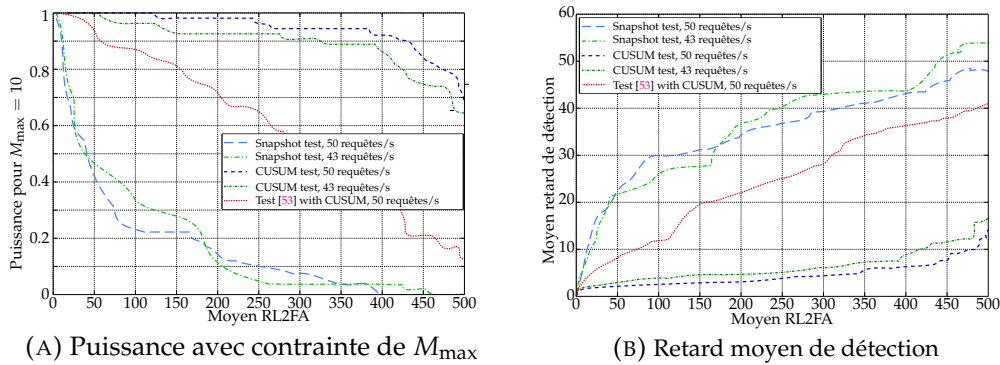 Puissance pour M_max = 10
1
0.8
0.6
0.4
0.2
0
Snapshot test, 50 requêtes/s
Snapshot test, 43 requêtes/s
CUSUM test, 50 requêtes/s
CUSUM test, 43 requêtes/s
Test [53] with CUSUM, 50 requêtes/s
0 50 100 150 200 250 300 350 400 450 500
Moyen RL2FA
(A) Puissance avec contrainte de M_max
Moyen retard de détection
60
50
40
30
20
10
0
Snapshot test, 50 requêtes/s
Snapshot test, 43 requêtes/s
CUSUM test, 50 requêtes/s
CUSUM test, 43 requêtes/s
Test [53] with CUSUM, 50 requêtes/s
0 50 100 150 200 250 300 350 400 450 500
Moyen RL2FA
(B) Retard moyen de détection